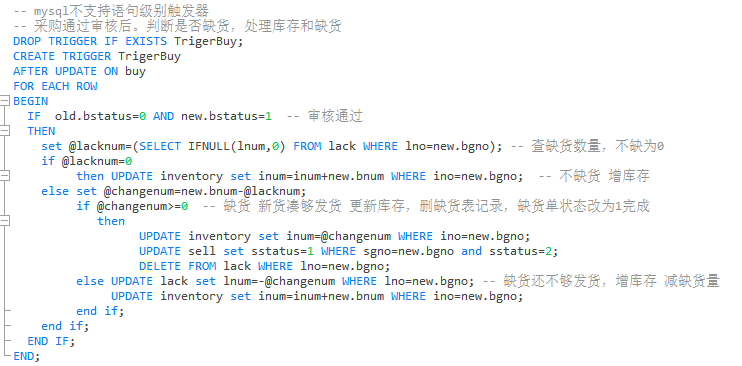 -- mysql不支持语句级别触发器
-- 采购通过审核后。判断是否缺货，处理库存和缺货
DROP TRIGGER IF EXISTS TrigerBuy;
CREATE TRIGGER TrigerBuy
AFTER UPDATE ON buy
FOR EACH ROW
BEGIN
IF old.bstatus=0 AND new.bstatus=1 -- 审核通过
THEN
set @lacknum=(SELECT IFNULL(lnum,0) FROM lack WHERE lno=new.bgno); -- 查缺货数量，不缺为0
if @lacknum=0
then UPDATE inventory set inum=inum+new.bnum WHERE ino=new.bgno; -- 不缺货 增库存
else set @changenum=new.bnum-@lacknum;
if @changenum>=0 -- 缺货 新货凑够发货 更新库存，删缺货表记录，缺货单状态改为1完成
then
UPDATE inventory set inum=@changenum WHERE ino=new.bgno;
UPDATE sell set sstatus=1 WHERE sgno=new.bgno and sstatus=2;
DELETE FROM lack WHERE lno=new.bgno;
else UPDATE lack set lnum=-@changenum WHERE lno=new.bgno; -- 缺货还不够发货，增库存 减缺货量
UPDATE inventory set inum=inum+new.bnum WHERE ino=new.bgno;
end if;
end if;
END IF;
END;